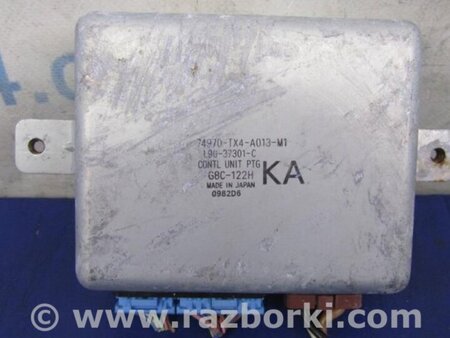 74970-TX4-A013-M1
L90-37301-C
CONTL UNIT PTG
G8C-122H
KA
MADE IN JAPAN
0982D6
© www.razborki.com